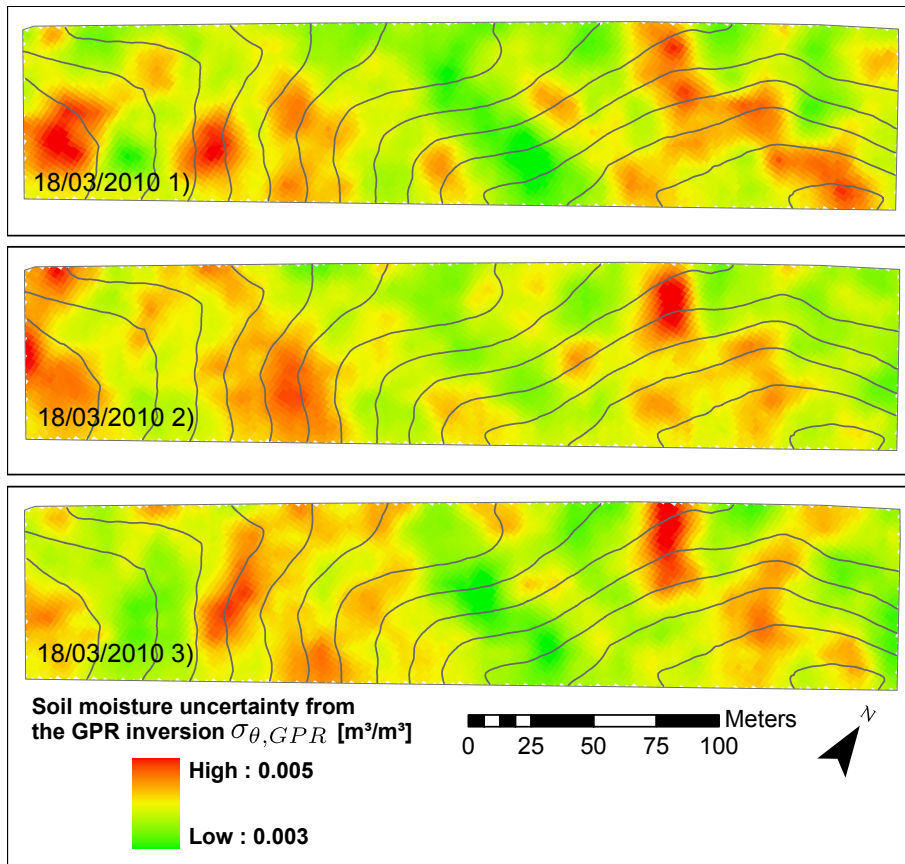 18/03/2010 1)
18/03/2010 2)
18/03/2010 3)
Soil moisture uncertainty from
the GPR inversion σθ,GPR [m³/m³]
High : 0.005
Low : 0.003
Meters
0 25 50 75 100
N